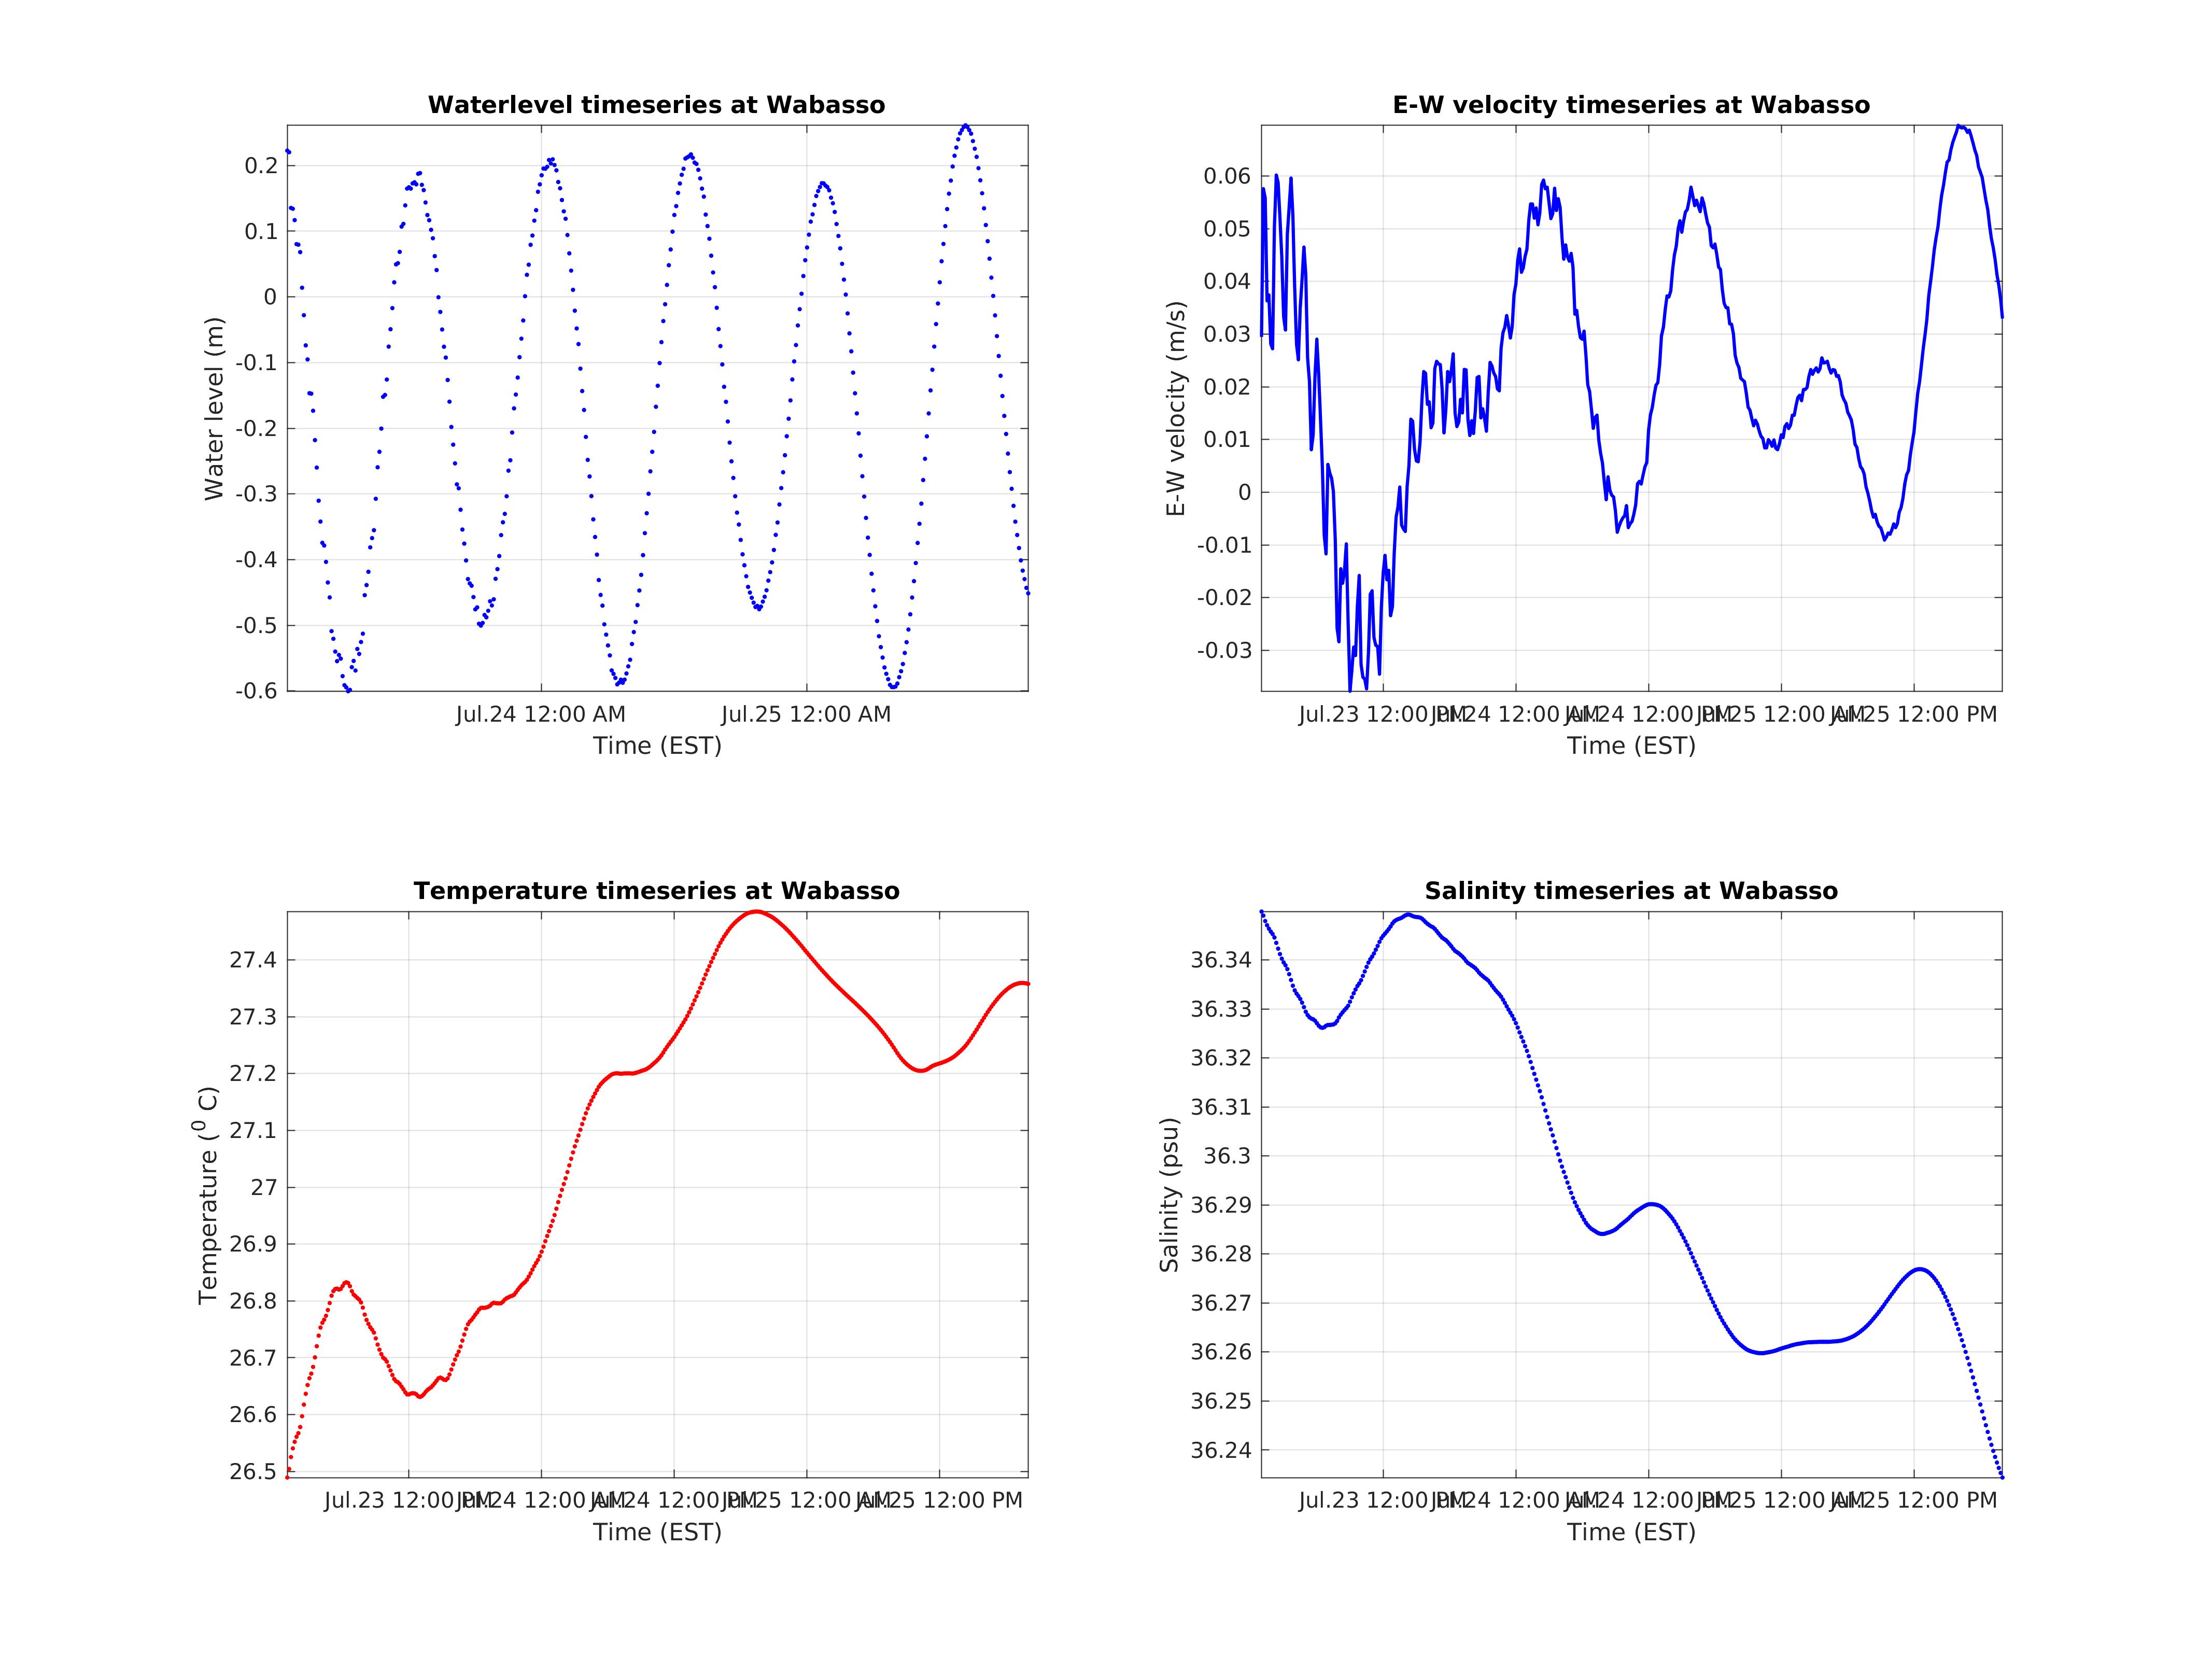 Waterlevel timeseries at Wabasso
0.2
0.1
0
-0.1
-0.2
-0.3
-0.4
-0.5
-0.6
Water level (m)
Jul.24 12:00 AM
Jul.25 12:00 AM
Time (EST)
E-W velocity timeseries at Wabasso
0.06
0.05
0.04
0.03
0.02
0.01
0
-0.01
-0.02
-0.03
E-W velocity (m/s)
Jul.23 12:00 PM
Jul.24 12:00 AM
Jul.24 12:00 PM
Jul.25 12:00 AM
Jul.25 12:00 PM
Time (EST)
Temperature timeseries at Wabasso
27.4
27.3
27.2
27.1
27
26.9
26.8
26.7
26.6
26.5
Temperature (⁰ C)
Jul.23 12:00 PM
Jul.24 12:00 AM
Jul.24 12:00 PM
Jul.25 12:00 AM
Jul.25 12:00 PM
Time (EST)
Salinity timeseries at Wabasso
36.34
36.33
36.32
36.31
36.3
36.29
36.28
36.27
36.26
36.25
36.24
Salinity (psu)
Jul.23 12:00 PM
Jul.24 12:00 AM
Jul.24 12:00 PM
Jul.25 12:00 AM
Jul.25 12:00 PM
Time (EST)